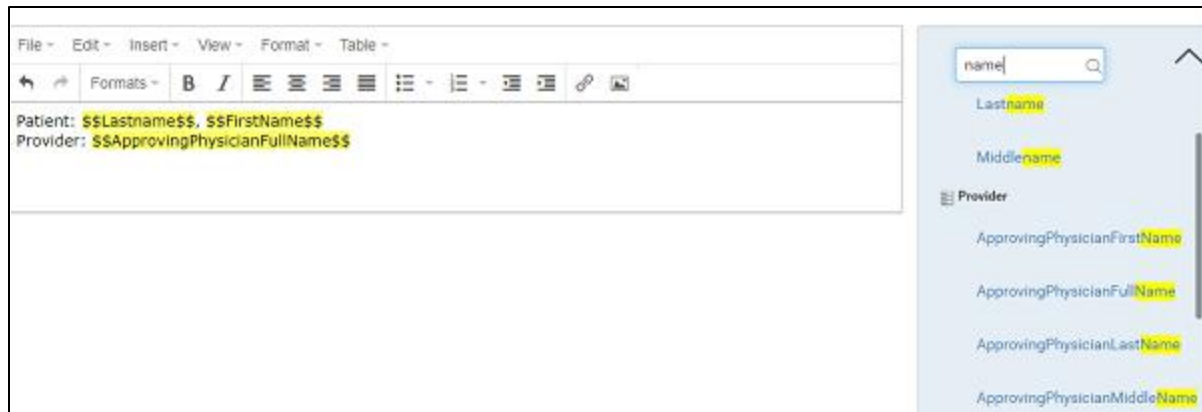 File Edit Insert View Format Table
Formats B I
Patient: $$Lastname$$, $$FirstName$$
Provider: $$ApprovingPhysicianFullName$$
name
Lastname
Middlename
Provider
ApprovingPhysicianFirstName
ApprovingPhysicianFullName
ApprovingPhysicianLastName
ApprovingPhysicianMiddleName